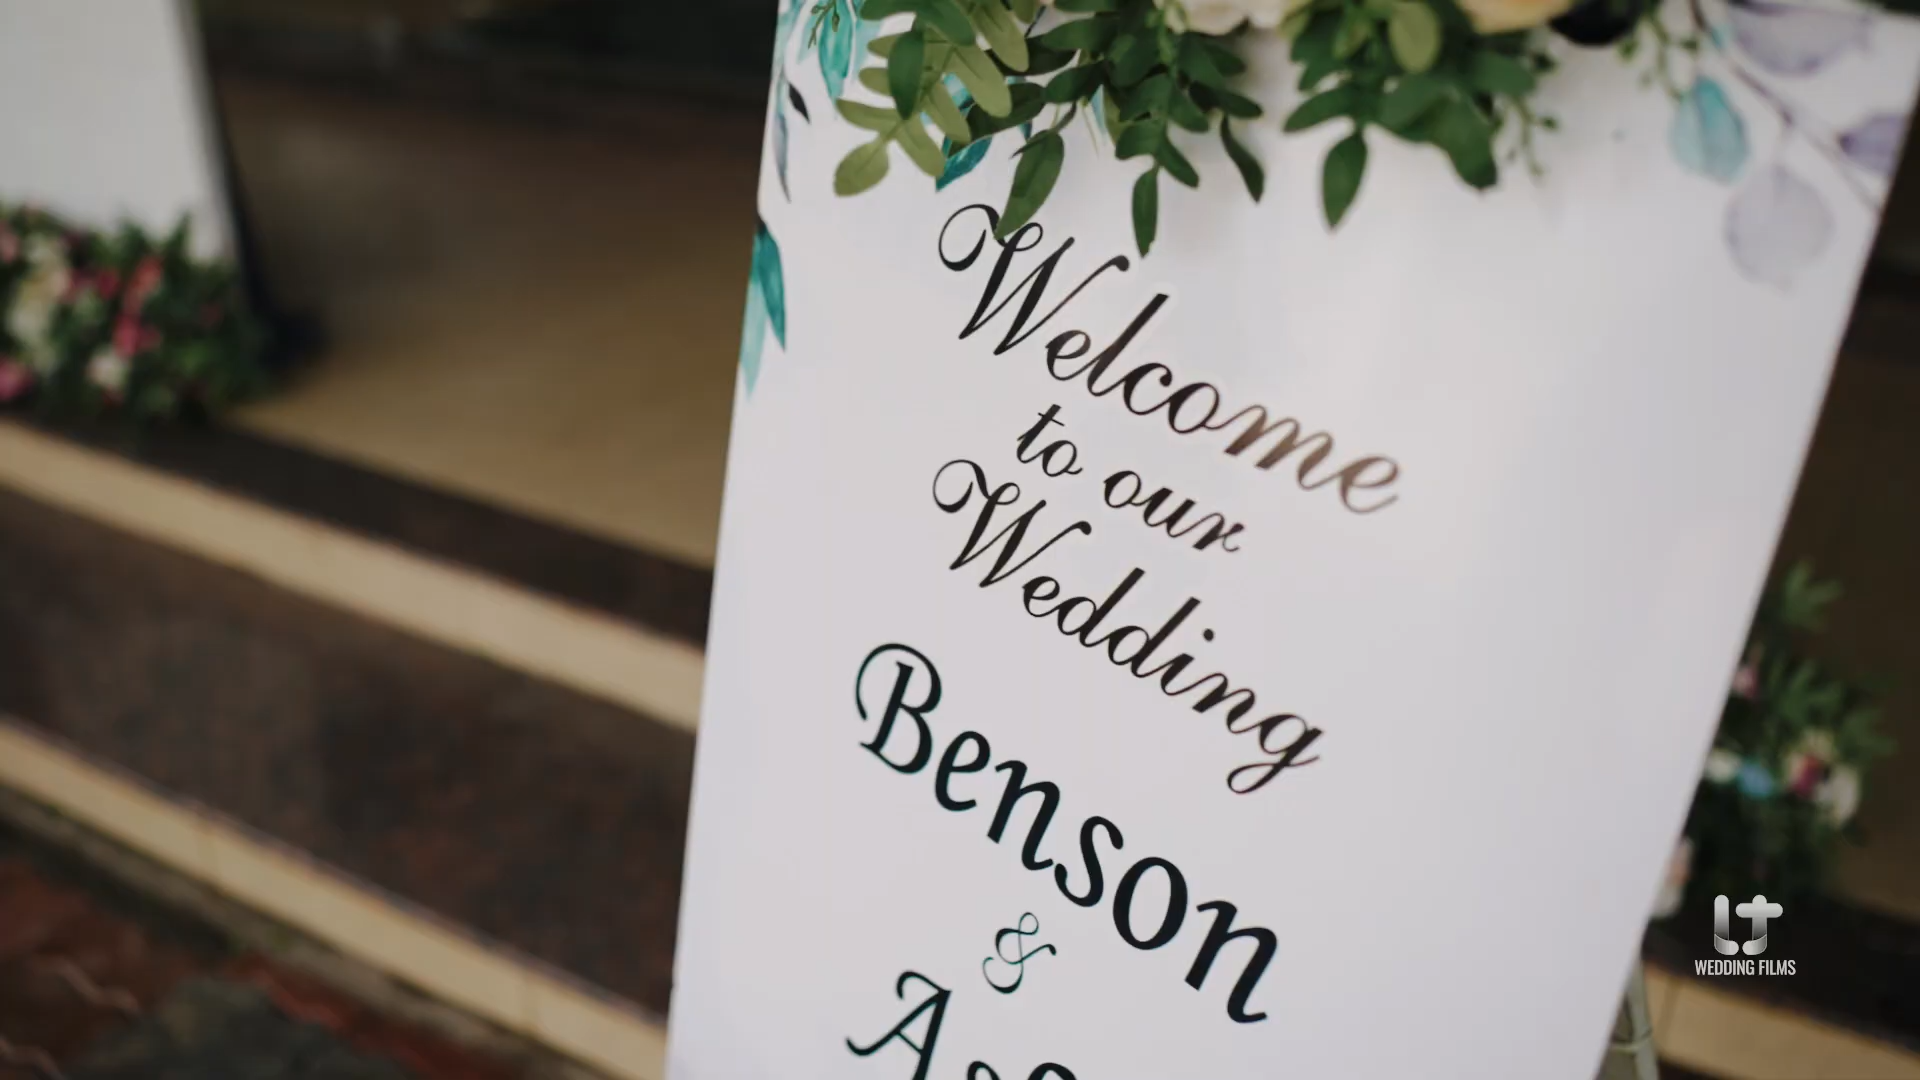 Welcome
to our
Wedding
Benson
&
LT
WEDDING FILMS